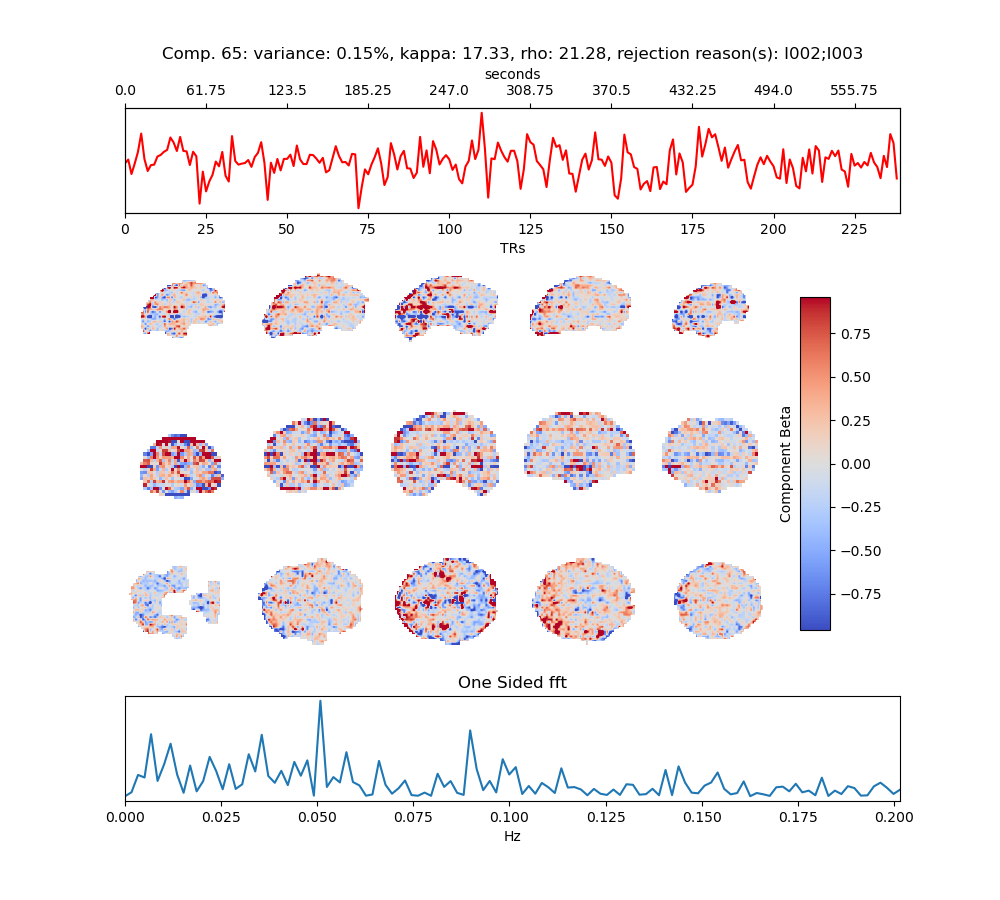 Comp. 65: variance: 0.15%, kappa: 17.33, rho: 21.28, rejection reason(s): I002;I003
seconds
0.0 61.75 123.5 185.25 247.0 308.75 370.5 432.25 494.0 555.75
0 25 50 75 100 125 150 175 200 225
TRs
0.75
0.50
0.25
0.00
−0.25
−0.50
−0.75
Component Beta
One Sided fft
0.000 0.025 0.050 0.075 0.100 0.125 0.150 0.175 0.200
Hz